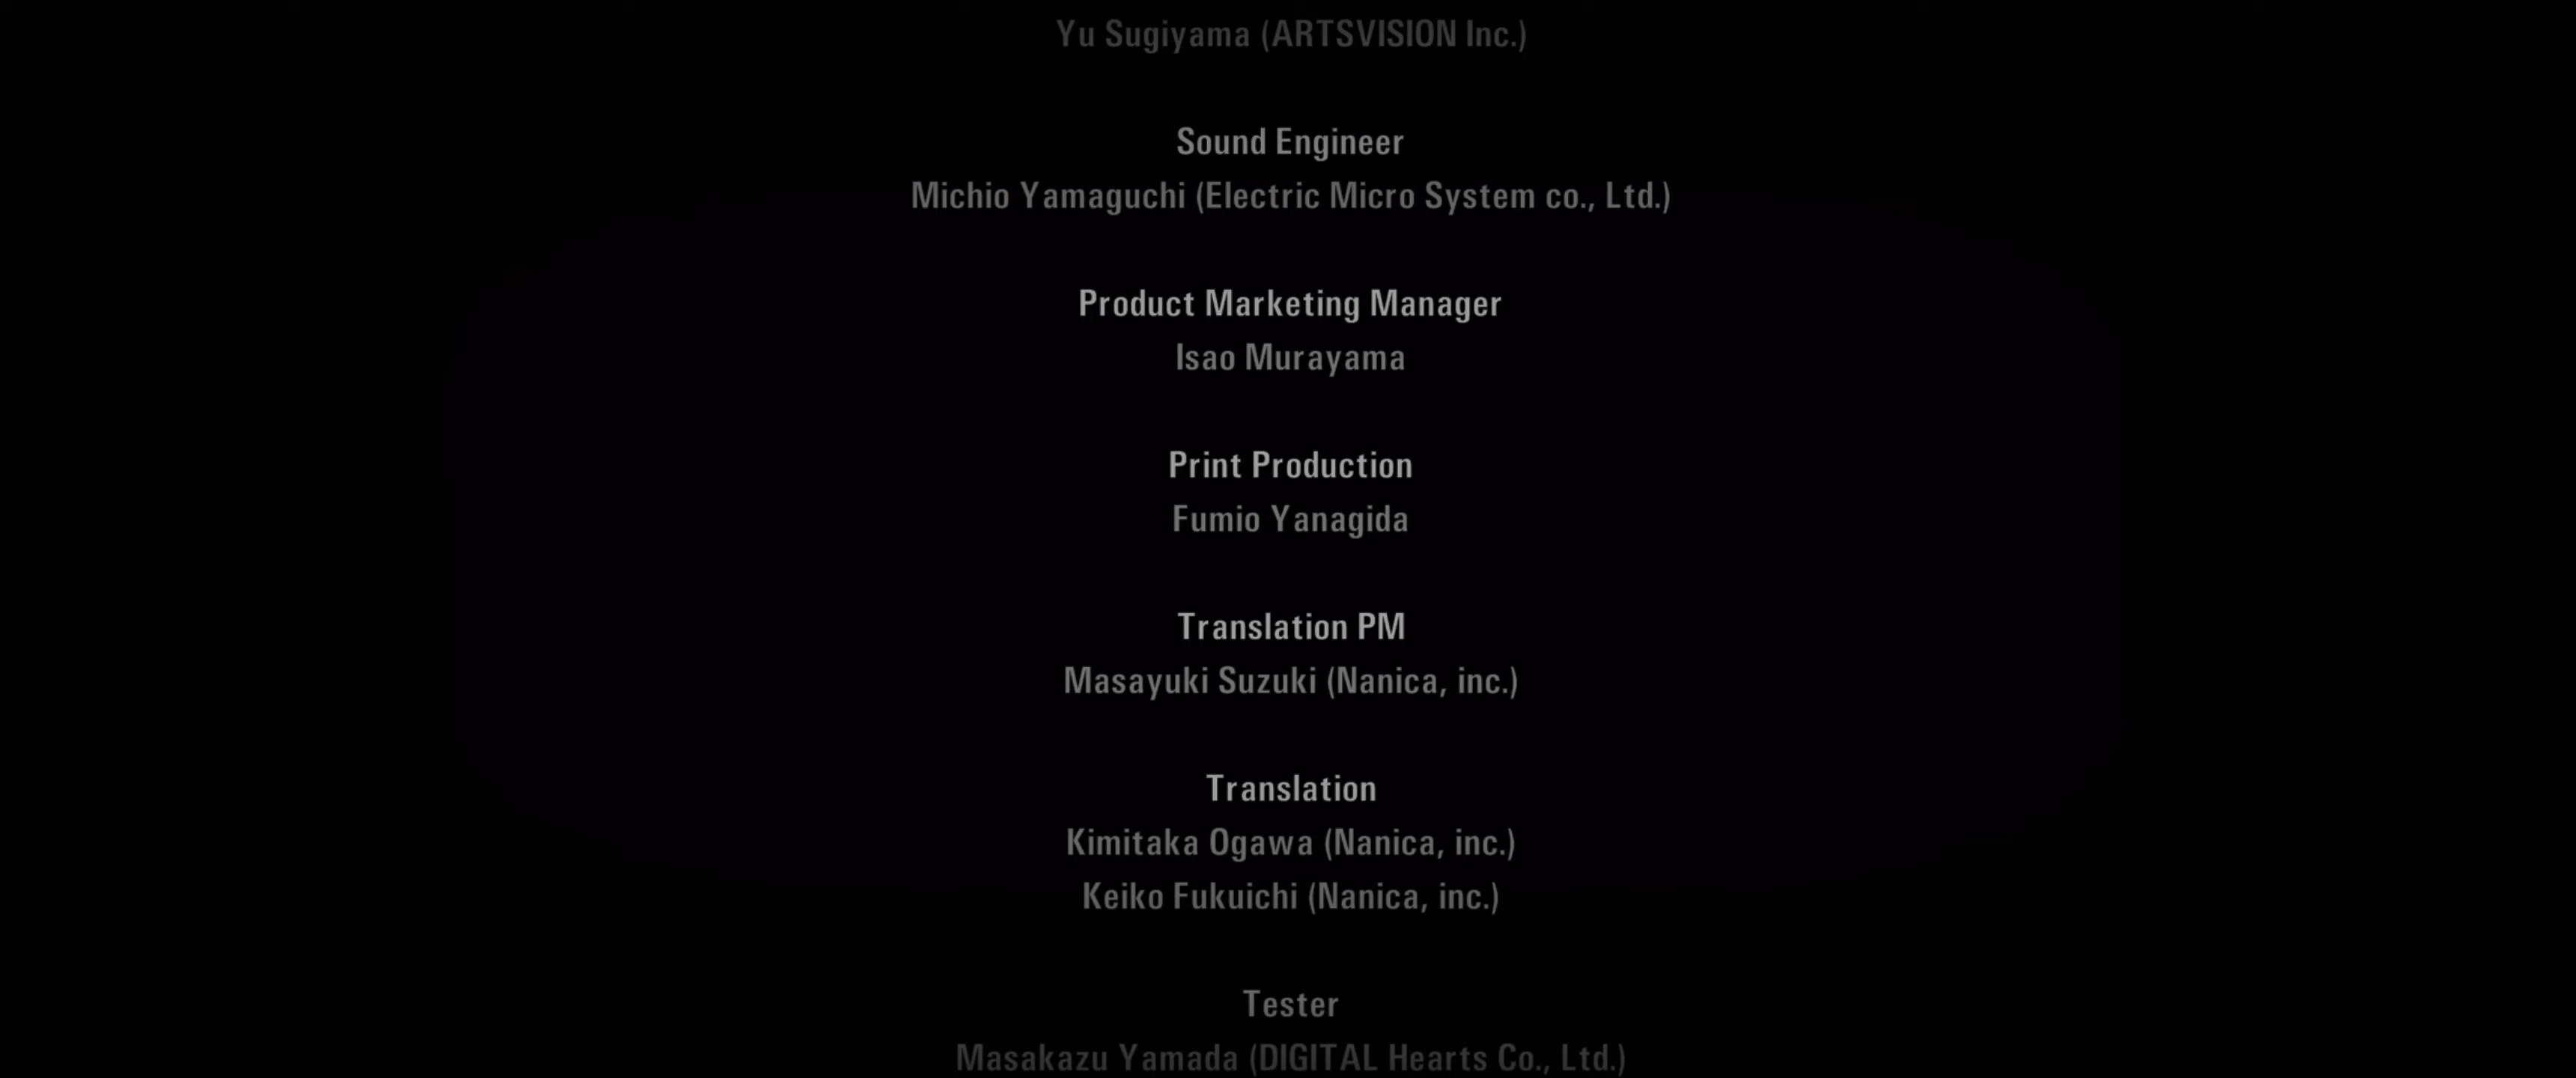 Yu Sugiyama (ARTSVISION Inc.)
Sound Engineer
Michio Yamaguchi (Electric Micro System co., Ltd.)
Product Marketing Manager
Isao Murayama
Print Production
Fumio Yanagida
Translation PM
Masayuki Suzuki (Nanica, inc.)
Translation
Kimitaka Ogawa (Nanica, inc.)
Keiko Fukuichi (Nanica, inc.)
Tester
Masakazu Yamada (DIGITAL Hearts Co., Ltd.)